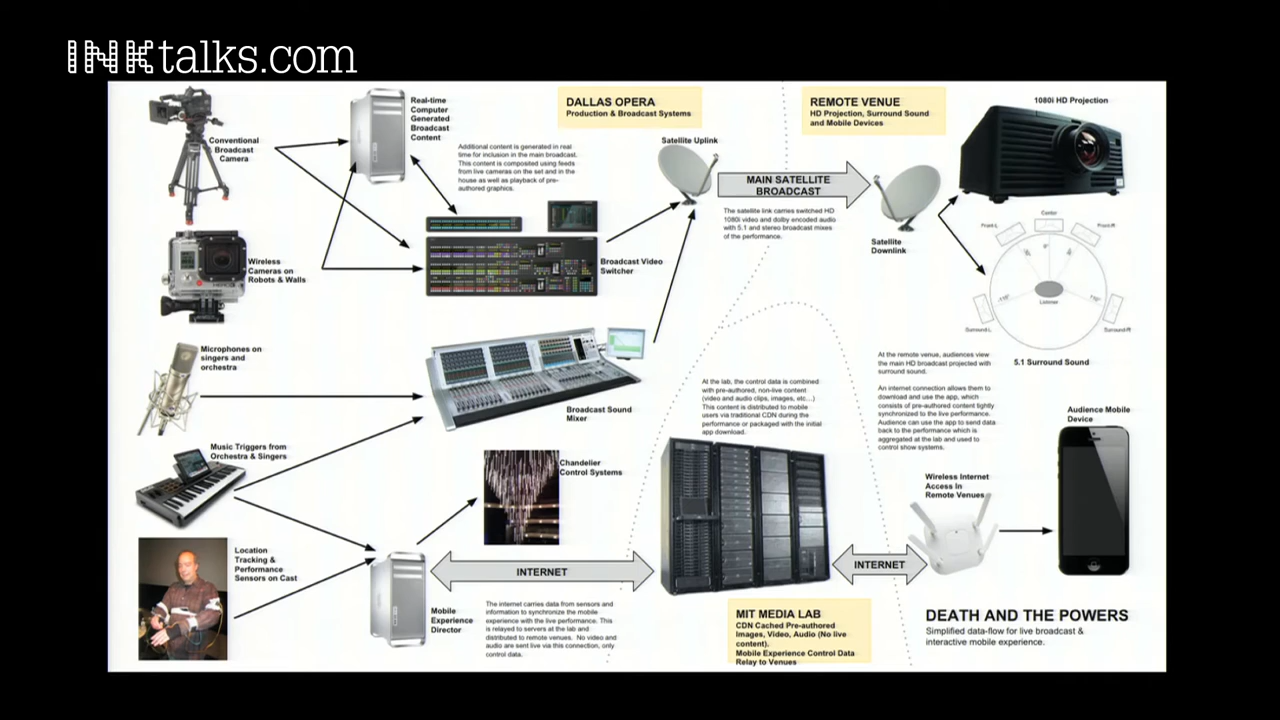 INKtalks.com
Conventional
Broadcast
Camera
Real-time
Computer
Generated
Broadcast
Content
DALLAS OPERA
Production & Broadcast Systems
Additional content is generated in real
time for inclusion in the main broadcast.
This content is composited using feeds
from live cameras on the set and in the
house as well as playback of pre-
authored graphics.
Satellite Uplink
REMOTE VENUE
HD Projection, Surround Sound
and Mobile Devices
1080i HD Projection
MAIN SATELLITE
BROADCAST
The satellite link carries switched HD
1080i video and dolby encoded audio
with 5.1 and stereo broadcast mixes
of the performance.
Satellite
Downlink
Center
Front-L
Front-R
0°
Listener
-110°
110°
Surround-L
Surround-R
5.1 Surround Sound
Wireless
Cameras on
Robots & Walls
Broadcast Video
Switcher
Microphones on
singers and
orchestra
Broadcast Sound
Mixer
At the lab, the control data is combined
with pre-authored, non-live content
(video and audio clips, images, etc...)
This content is distributed to mobile
users via traditional CDN during the
performance or packaged with the initial
app download.
At the remote venue, audiences view
the main HD broadcast projected with
surround sound.
An internet connection allows them to
download and use the app, which
consists of pre-authored content tightly
synchronized to the live performance.
Audience can use the app to send data
back to the performance which is
aggregated at the lab and used to
control show systems.
Audience Mobile
Device
Music Triggers from
Orchestra & Singers
Chandelier
Control Systems
Wireless Internet
Access In
Remote Venues
Location
Tracking &
Performance
Sensors on Cast
INTERNET
INTERNET
Mobile
Experience
Director
The internet carries data from sensors and
information to synchronize the mobile
experience with the live performance. This
is relayed to servers at the lab and
distributed to remote venues. No video and
audio are sent live via this connection, only
control data.
MIT MEDIA LAB
CDN Cached Pre-authored
Images, Video, Audio (No live
content).
Mobile Experience Control Data
Relay to Venues
DEATH AND THE POWERS
Simplified data-flow for live broadcast &
interactive mobile experience.